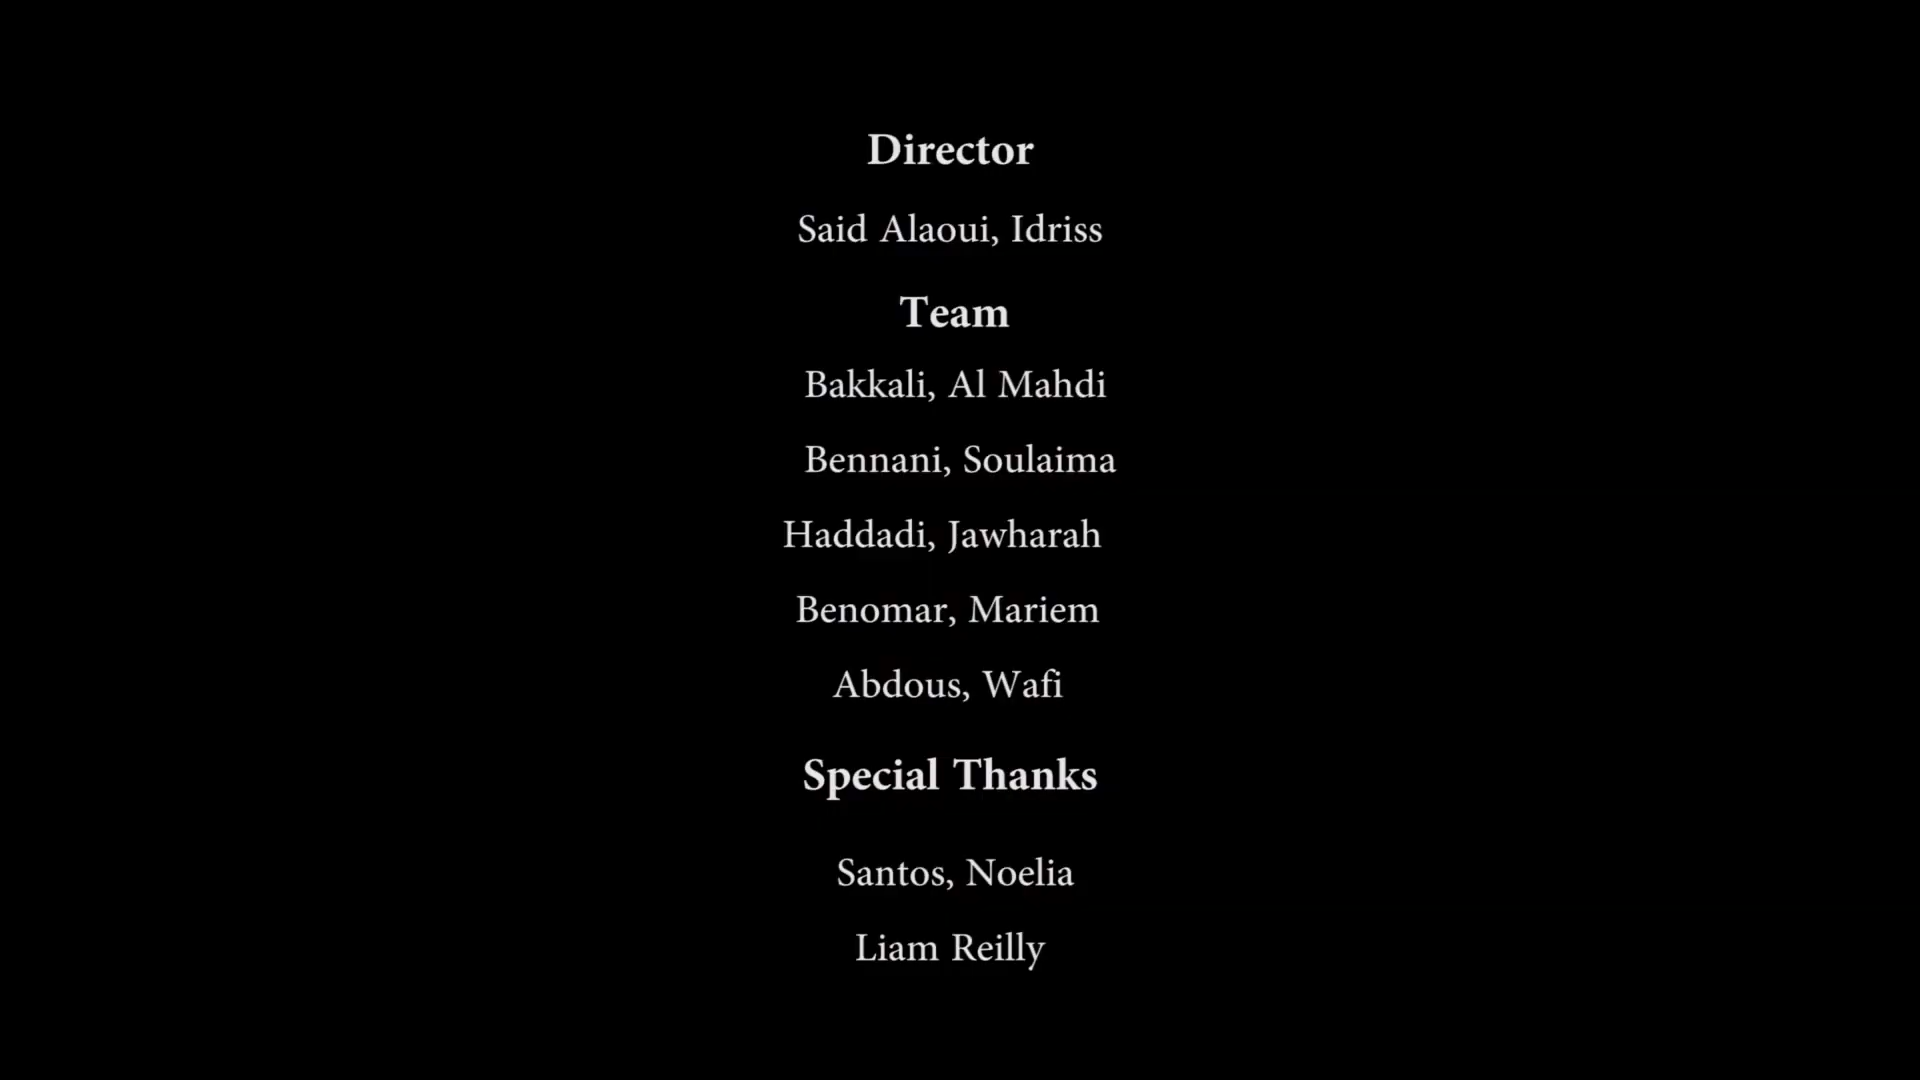 Director
Said Alaoui, Idriss
Team
Bakkali, Al Mahdi
Bennani, Soulaima
Haddadi, Jawharah
Benomar, Mariem
Abdous, Wafi
Special Thanks
Santos, Noelia
Liam Reilly